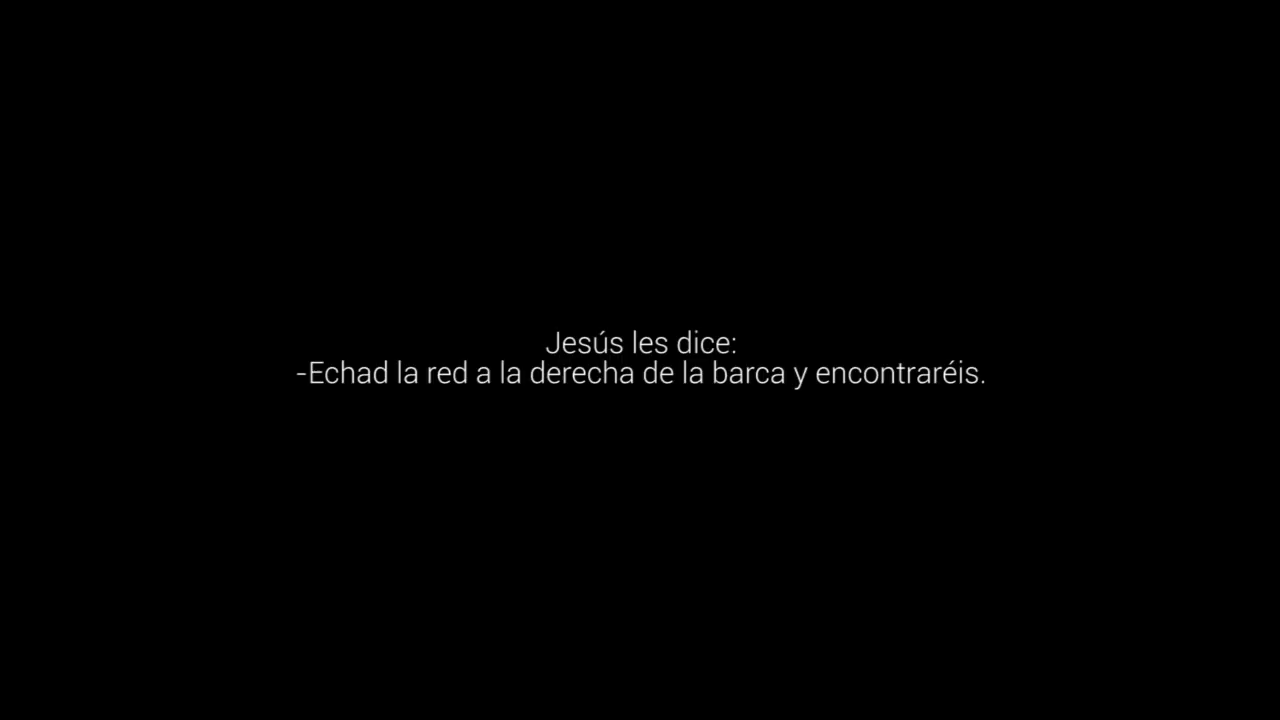 Jesús les dice:
-Echad la red a la derecha de la barca y encontraréis.